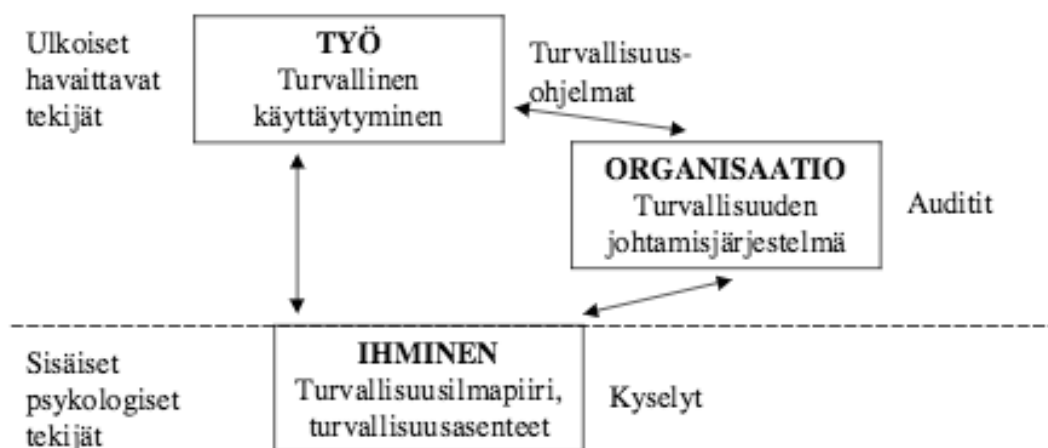 Ulkoiset
havaittavat
tekijät
TYÖ
Turvallinen
käyttäytyminen
Turvallisuus-
ohjelmat
ORGANISAATIO
Turvallisuuden
johtamisjärjestelmä
Auditit
Sisäiset
psykologiset
tekijät
IHMINEN
Turvallisuusilmapiiri,
turvallisuusasenteet
Kyselyt